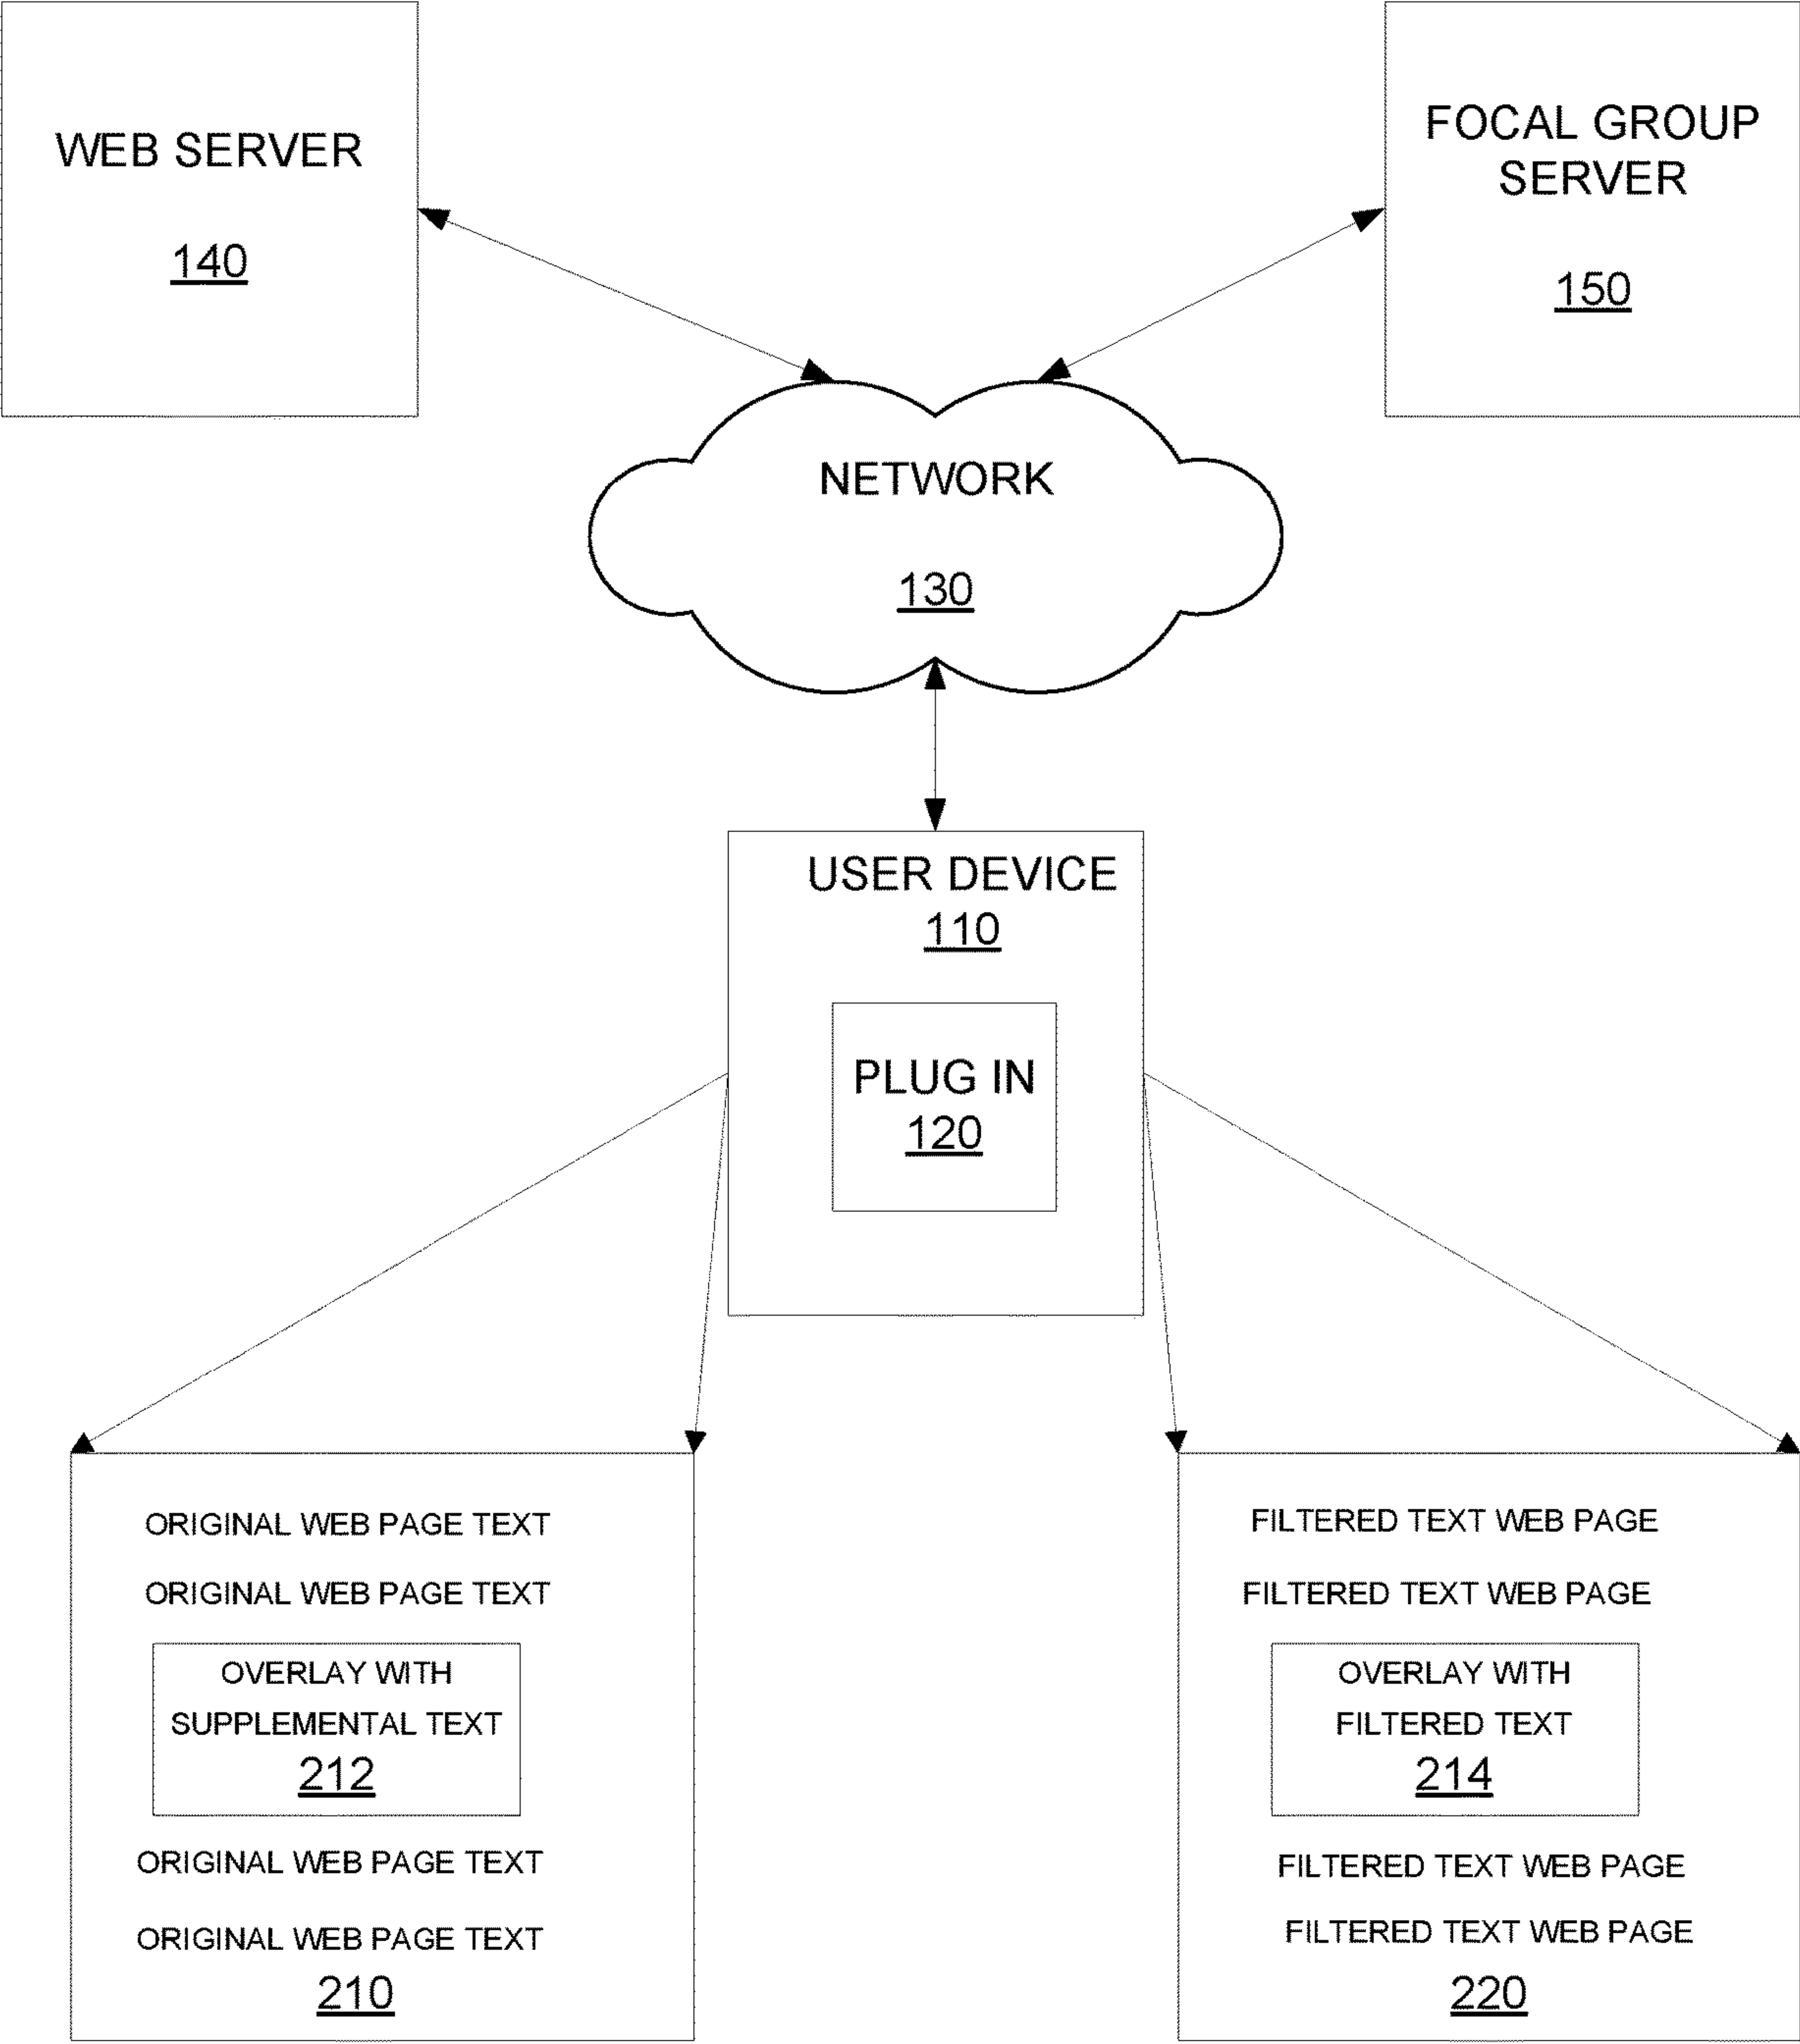 WEB SERVER
140
FOCAL GROUP
SERVER
150
NETWORK
130
USER DEVICE
110
PLUG IN
120
ORIGINAL WEB PAGE TEXT
ORIGINAL WEB PAGE TEXT
OVERLAY WITH
SUPPLEMENTAL TEXT
212
ORIGINAL WEB PAGE TEXT
ORIGINAL WEB PAGE TEXT
210
FILTERED TEXT WEB PAGE
FILTERED TEXT WEB PAGE
OVERLAY WITH
FILTERED TEXT
214
FILTERED TEXT WEB PAGE
FILTERED TEXT WEB PAGE
220